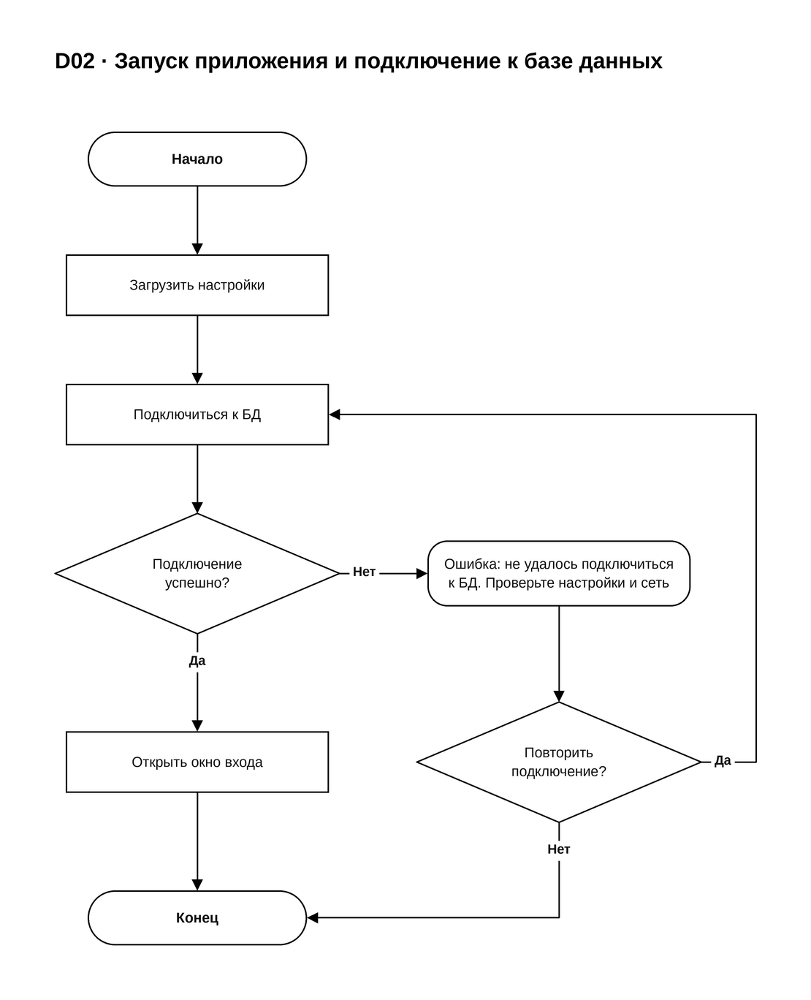 D02 · Запуск приложения и подключение к базе данных
Начало
Загрузить настройки
Подключиться к БД
Подключение
успешно?
Нет
Ошибка: не удалось подключиться
к БД. Проверьте настройки и сеть
Да
Открыть окно входа
Повторить
подключение?
Да
Нет
Конец